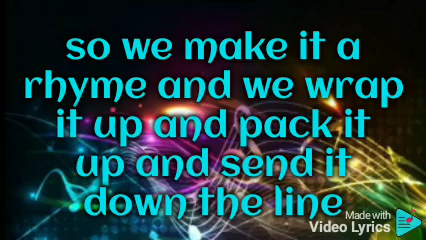 so we make it a
rhyme and we wrap
it up and pack it
up and send it
down the line
Made with
Video Lyrics